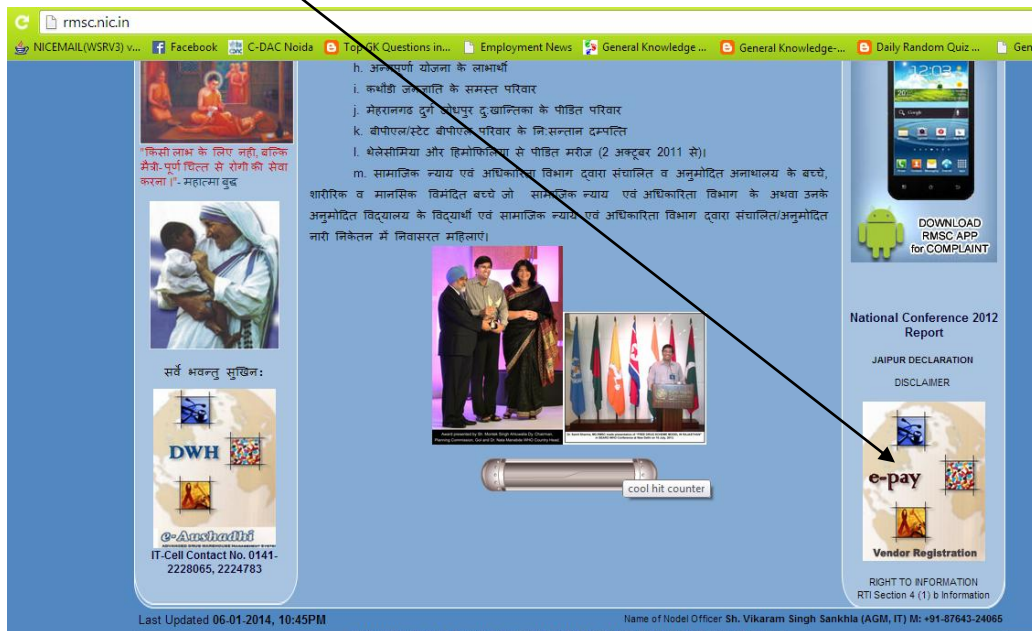 rmsc.nic.in
NICEMAIL(WSRV3) v... Facebook C-DAC Noida Top GK Questions in... Employment News General Knowledge ... General Knowledge-... Daily Random Quiz ... Gen
"किसी लाभ के लिए नही, बल्कि
मैत्री-पूर्ण चित्त से रोगी की सेवा
करना ।"- महात्मा बुद्ध
सर्वे भवन्तु सुखिन:
DWH
e-Aushadhi
IT-Cell Contact No. 0141-
2228065, 2224783
h. अन्नपूर्णा योजना के लाभार्थी
i. कथौडी जनजाति के समस्त परिवार
j. मेहरानगढ दुर्ग जोधपुर दु:खान्तिका के पीडित परिवार
k. बीपीएल/स्टेट बीपीएल परिवार के नि:सन्तान दम्पत्ति
l. थेलेसीमिया और हिमोफिलिया से पीडित मरीज (2 अक्टूबर 2011 से)।
m. सामाजिक न्याय एवं अधिकारिता विभाग द्वारा संचालित व अनुमोदित अनाथालय के बच्चे,
शारीरिक व मानसिक विमंदित बच्चे जो सामाजिक न्याय एवं अधिकारिता विभाग के अथवा उनके
अनुमोदित विद्यालय के विद्यार्थी एवं सामाजिक न्याय एवं अधिकारिता विभाग द्वारा संचालित/अनुमोदित
नारी निकेतन में निवासरत महिलाएं।
cool hit counter
12:03
DOWNLOAD
RMSC APP
for COMPLAINT
National Conference 2012
Report
JAIPUR DECLARATION
DISCLAIMER
e-pay
Vendor Registration
RIGHT TO INFORMATION
RTI Section 4 (1) b Information
Last Updated 06-01-2014, 10:45PM
Name of Nodel Officer Sh. Vikaram Singh Sankhla (AGM, IT) M: +91-87643-24065